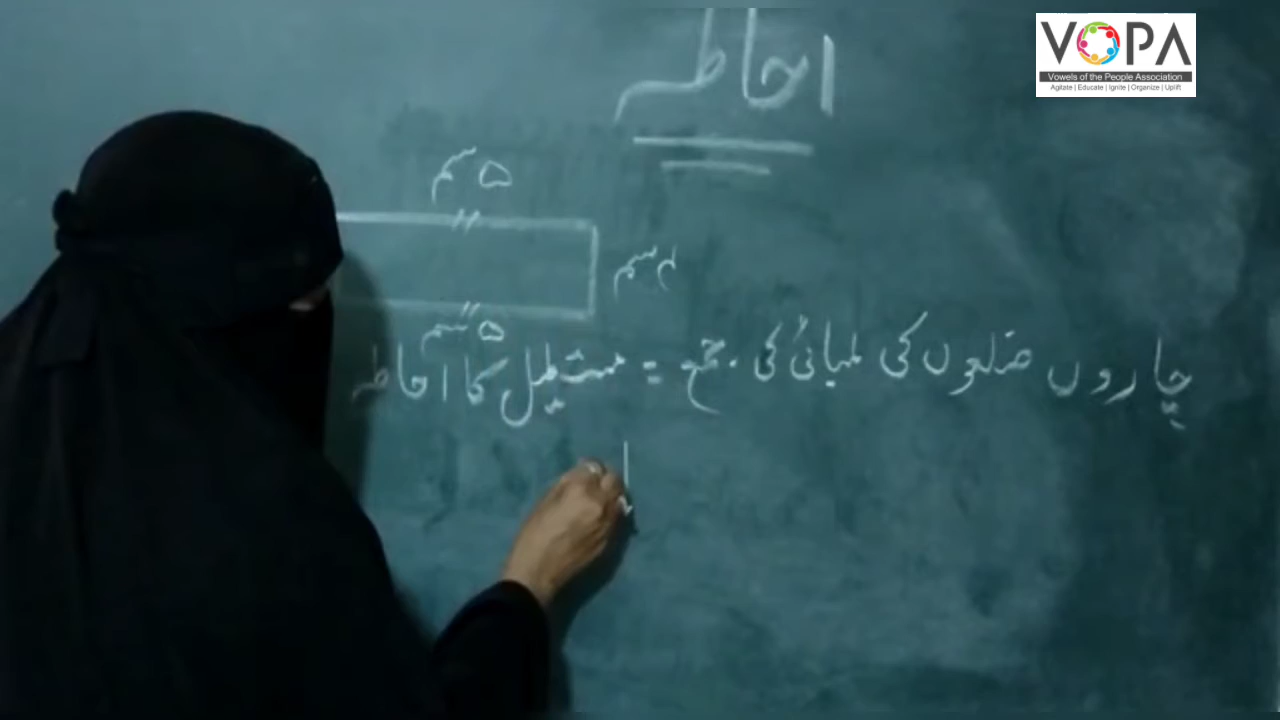 VOPA
Vowels of the People Association
Agitate | Educate | Ignite | Organize | Uplift
احاطہ
۵ سم
۴ سم
۵ سم
چاروں ضلعوں کی لمبائی کی جمع = مستطیل کا احاطہ